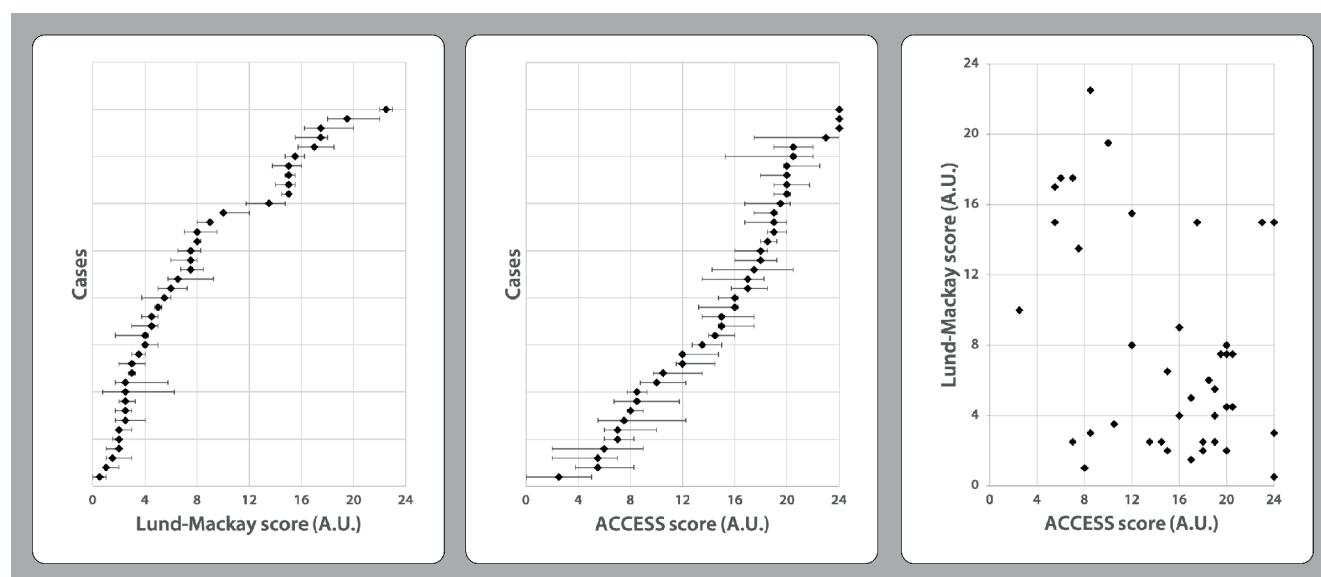 Cases
0 4 8 12 16 20 24
Lund-Mackay score (A.U.)
Cases
0 4 8 12 16 20 24
ACCESS score (A.U.)
Lund-Mackay score (A.U.)
24
20
16
12
8
4
0
0 4 8 12 16 20 24
ACCESS score (A.U.)